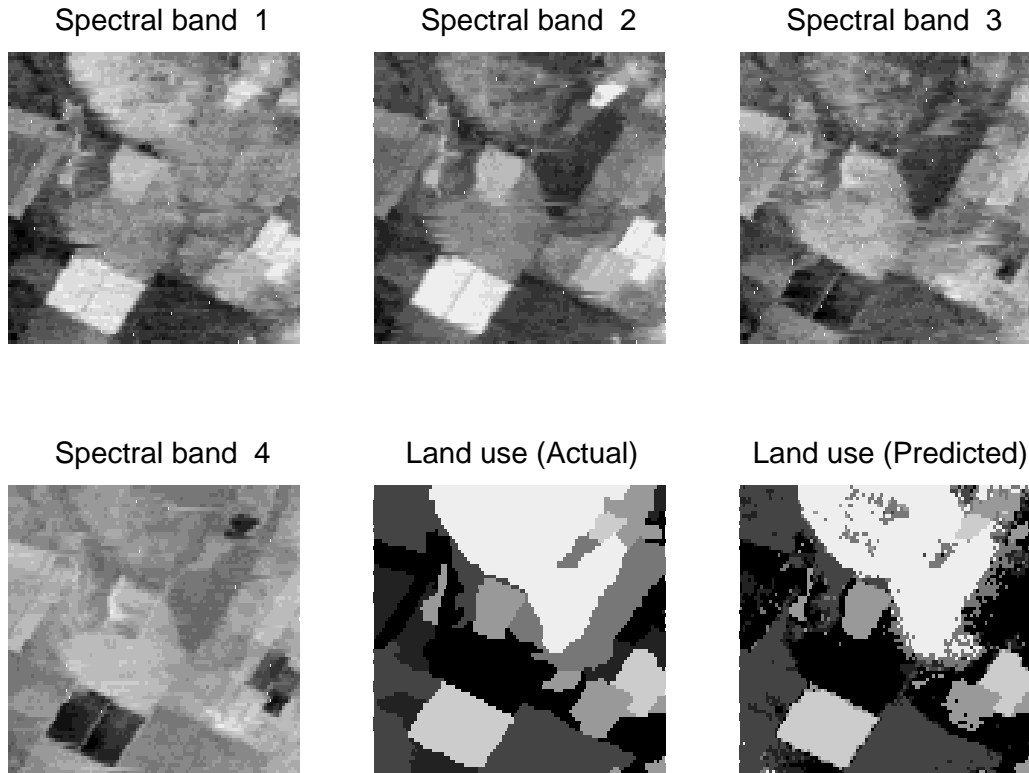 Spectral band 1
Spectral band 2
Spectral band 3
Spectral band 4
Land use (Actual)
Land use (Predicted)